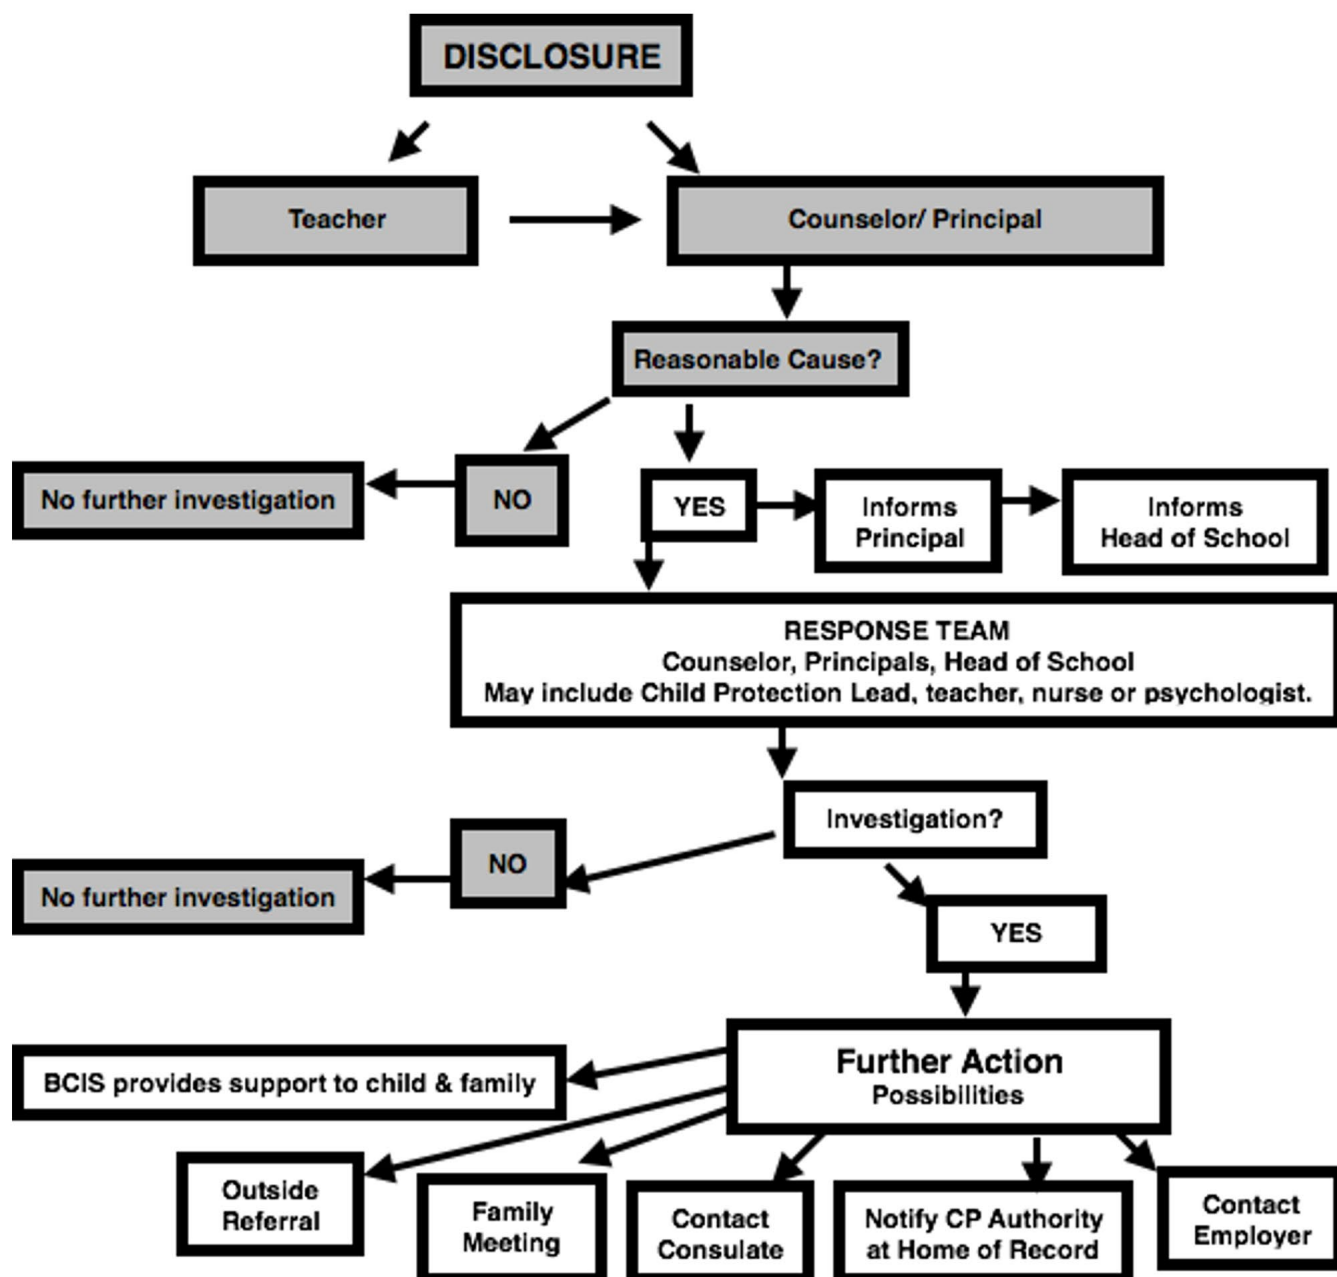 DISCLOSURE
Teacher
Counselor/ Principal
Reasonable Cause?
No further investigation
NO
YES
Informs
Principal
Informs
Head of School
RESPONSE TEAM
Counselor, Principals, Head of School
May include Child Protection Lead, teacher, nurse or psychologist.
Investigation?
NO
No further investigation
YES
Further Action
Possibilities
BCIS provides support to child & family
Outside
Referral
Family
Meeting
Contact
Consulate
Notify CP Authority
at Home of Record
Contact
Employer